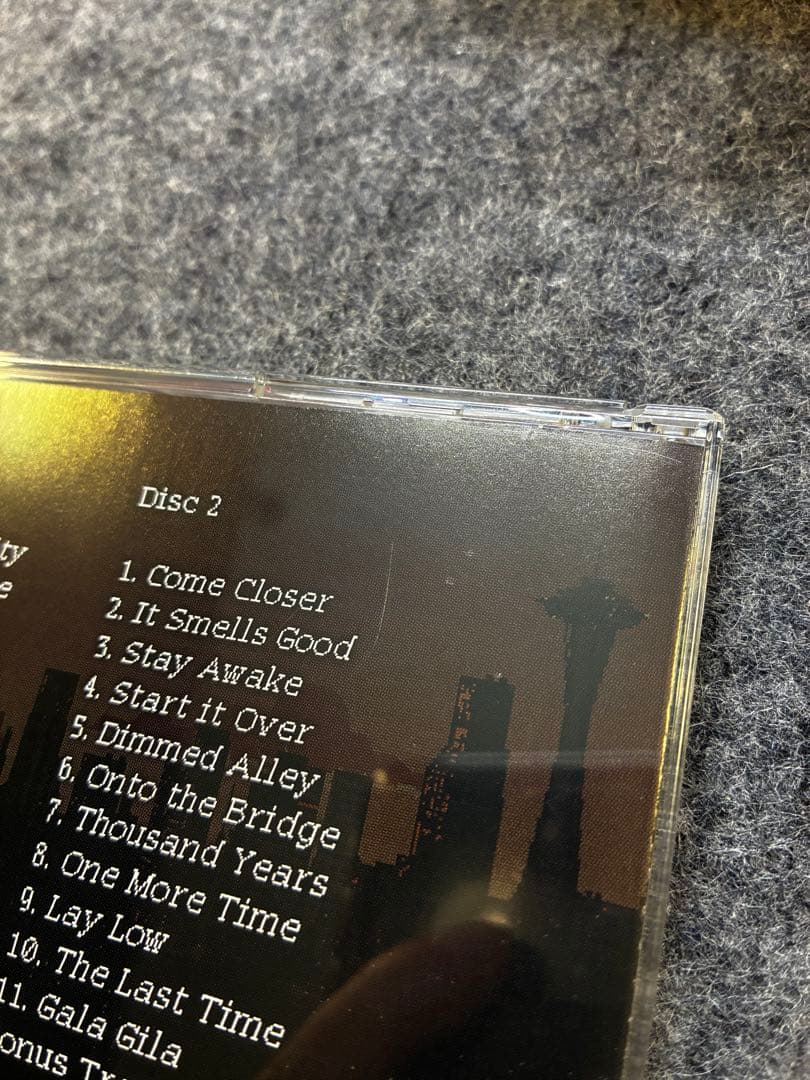 Disc 2
1. Come Closer
2. It Smells Good
3. Stay Awake
4. Start it Over
5. Dimmed Alley
6. Onto the Bridge
7. Thousand Years
8. One More Time
9. Lay Low
10. The Last Time
11. Gala Gila